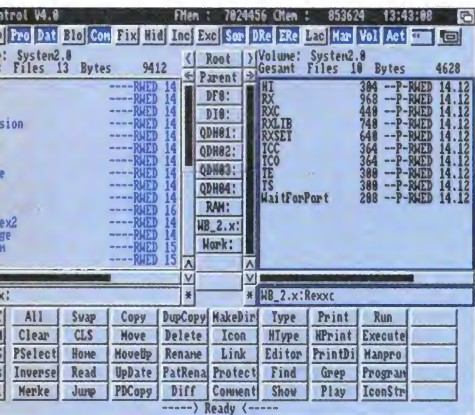 ntrol V4.0 FMem : 7024456 CMem : 853624 13:43:08
Pro Dat Blo Com Fix Hid Inc Exc Sor DRe ERe Lac Mar Vol Act
e: System2.0 < Root > Volume: System2.0
Files 13 Bytes 9412 Parent Gesamt Files 10 Bytes 4628
----RWED 14 DF0: HI 304 --P-RWED 14.12
----RWED 14 DI0: RX 968 --P-RWED 14.12
----RWED 14 QDH01: RXC 440 --P-RWED 14.12
sion ----RWED 14 QDH02: RXLIB 740 --P-RWED 14.12
----RWED 14 QDH03: RXSET 640 --P-RWED 14.12
----RWED 14 QDH04: TCC 364 --P-RWED 14.12
----RWED 14 RAM: TCO 364 --P-RWED 14.12
e ----RWED 14 WB_2.x: TE 300 --P-RWED 14.12
----RWED 14 Work: TS 300 --P-RWED 14.12
----RWED 16 WaitForPort 208 --P-RWED 14.12
ex2 ----RWED 14
ge ----RWED 14
n ----RWED 15
----RWED 15
x: * * WB_2.x:Rexxc
All Swap Copy DupCopy MakeDir Type Print Run
Clear CLS Move Delete Icon HType HPrint Execute
PSelect Home MoveUp Rename Link Editor PrintDi Manpro
Inverse Read UpDate PatRena Protect Find Grep Program
Merke Jump PDCopy Diff Comment Show Play IconStr
-----> Ready <-----